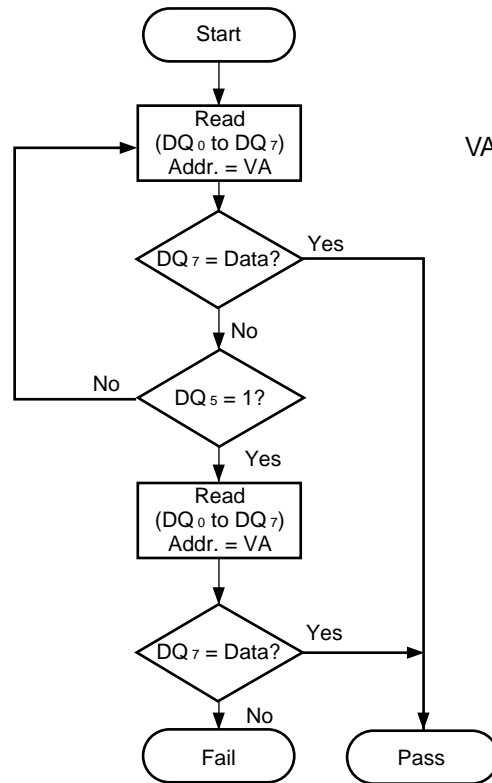 Start
Read
(DQ₀ to DQ₇)
Addr. = VA
VA
DQ₇ = Data?
Yes
No
No
DQ₅ = 1?
Yes
Read
(DQ₀ to DQ₇)
Addr. = VA
DQ₇ = Data?
Yes
No
Fail
Pass